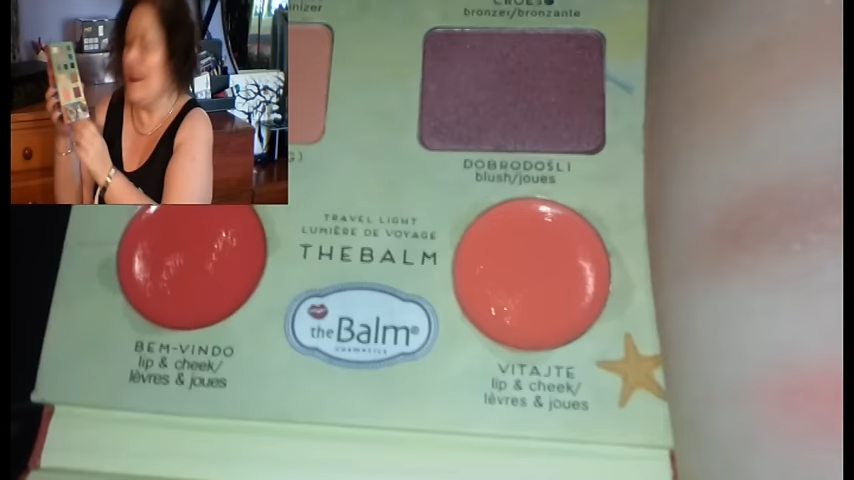 bronzer/bronzante
DOBRODOŠLI
blush/joues
TRAVEL LIGHT
LUMIÈRE DE VOYAGE
THEBALM
theBalm®
COSMETICS
BEM-VINDO
lip & cheek/
lèvres & joues
VITAJTE
lip & cheek/
lèvres & joues